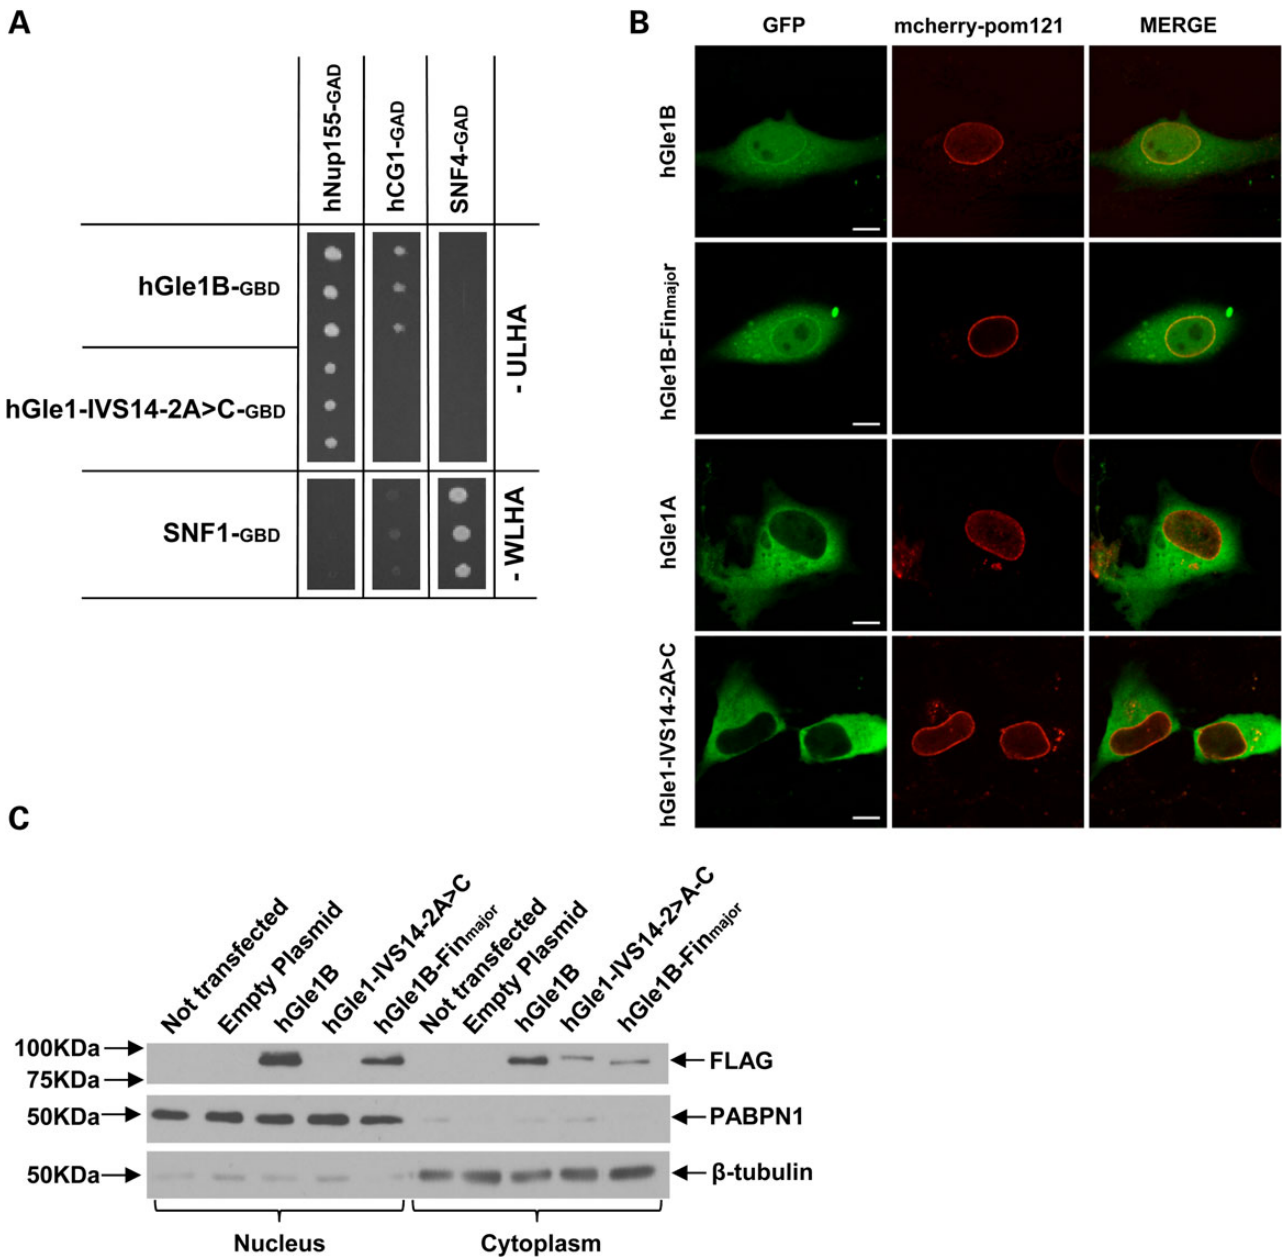 A
hNup155-GAD
hCG1-GAD
SNF4-GAD
hGle1B-GBD
hGle1-IVS14-2A>C-GBD
- ULHA
SNF1-GBD
- WLHA
B
GFP
mcherry-pom121
MERGE
hGle1B
hGle1B-Finmajor
hGle1A
hGle1-IVS14-2A>C
C
Not transfected
Empty Plasmid
hGle1B
hGle1-IVS14-2A>C
hGle1B-Finmajor
Not transfected
Empty Plasmid
hGle1B
hGle1-IVS14-2>A-C
hGle1B-Finmajor
100KDa
75KDa
FLAG
50KDa
PABPN1
50KDa
β-tubulin
Nucleus
Cytoplasm